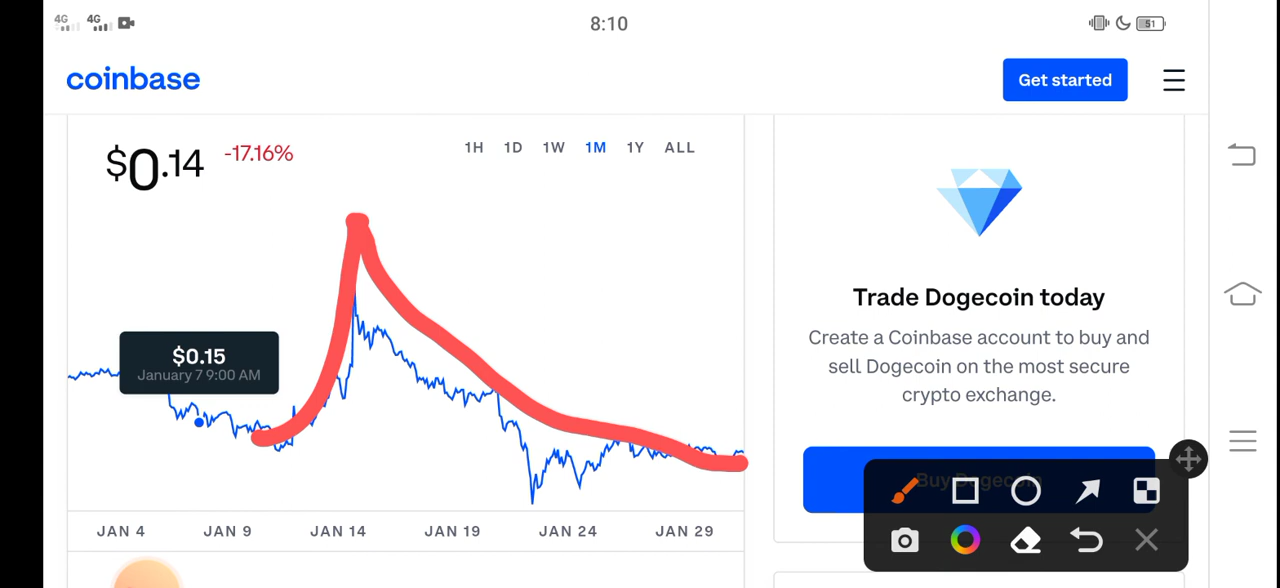 4G 4G 8:10 51
coinbase Get started
$0.14 -17.16% 1H 1D 1W 1M 1Y ALL
Trade Dogecoin today
Create a Coinbase account to buy and
sell Dogecoin on the most secure
crypto exchange.
$0.15
January 7 9:00 AM
Buy Dogecoin
JAN 4 JAN 9 JAN 14 JAN 19 JAN 24 JAN 29